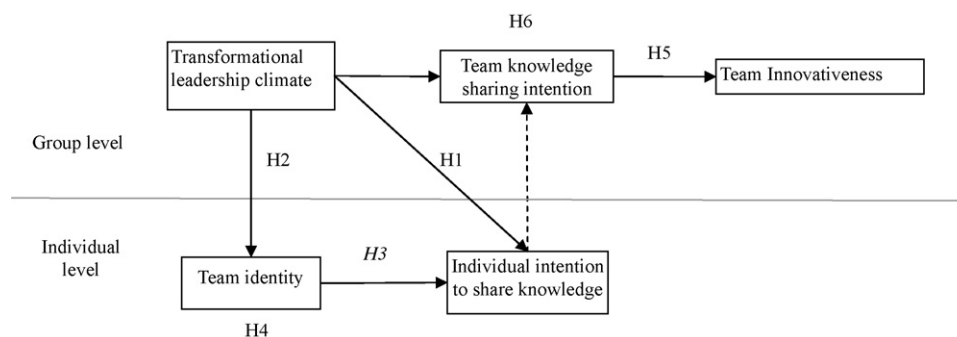 H6
Transformational
leadership climate
Team knowledge
sharing intention
H5
Team Innovativeness
Group level
H2
H1
Individual
level
Team identity
H3
Individual intention
to share knowledge
H4